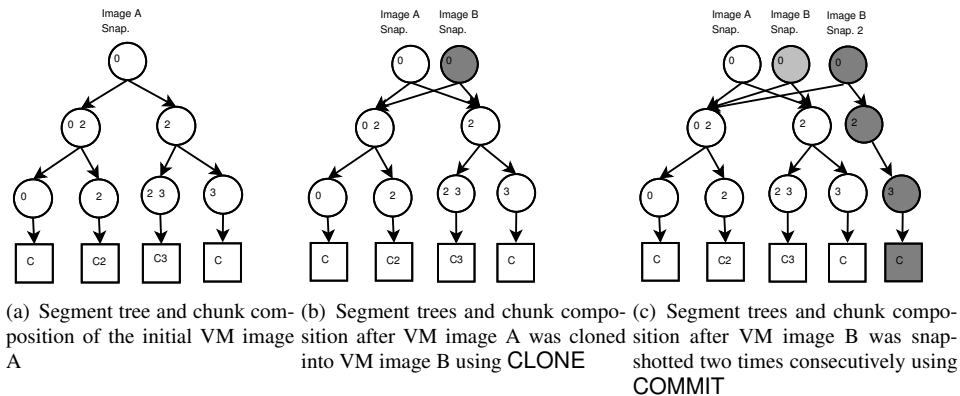 Image A
Snap.
0
0 2
2
0
2
2 3
3
C
C2
C3
C
Image A
Snap.
Image B
Snap.
0
0
0 2
2
0
2
2 3
3
C
C2
C3
C
Image A
Snap.
Image B
Snap.
Image B
Snap. 2
0
0
0
0 2
2
2
0
2
2 3
3
3
C
C2
C3
C
C
(a) Segment tree and chunk com-
position of the initial VM image
A
(b) Segment trees and chunk compo-
sition after VM image A was cloned
into VM image B using CLONE
(c) Segment trees and chunk compo-
sition after VM image B was snap-
shotted two times consecutively using
COMMIT